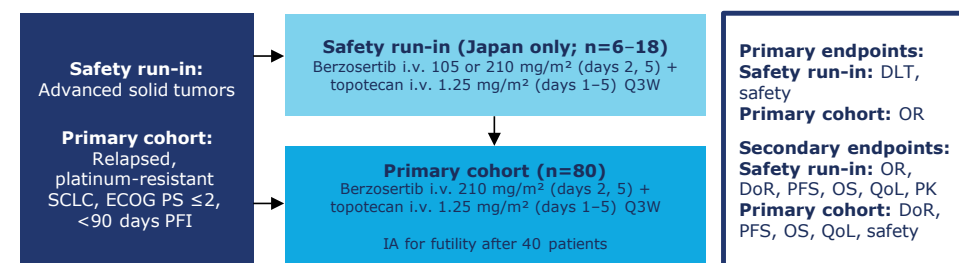 Safety run-in:
Advanced solid tumors
Primary cohort:
Relapsed,
platinum-resistant
SCLC, ECOG PS ≤2,
<90 days PFI
Safety run-in (Japan only; n=6–18)
Berzosertib i.v. 105 or 210 mg/m² (days 2, 5) +
topotecan i.v. 1.25 mg/m² (days 1–5) Q3W
Primary cohort (n=80)
Berzosertib i.v. 210 mg/m² (days 2, 5) +
topotecan i.v. 1.25 mg/m² (days 1–5) Q3W
IA for futility after 40 patients
Primary endpoints:
Safety run-in: DLT,
safety
Primary cohort: OR
Secondary endpoints:
Safety run-in: OR,
DoR, PFS, OS, QoL, PK
Primary cohort: DoR,
PFS, OS, QoL, safety